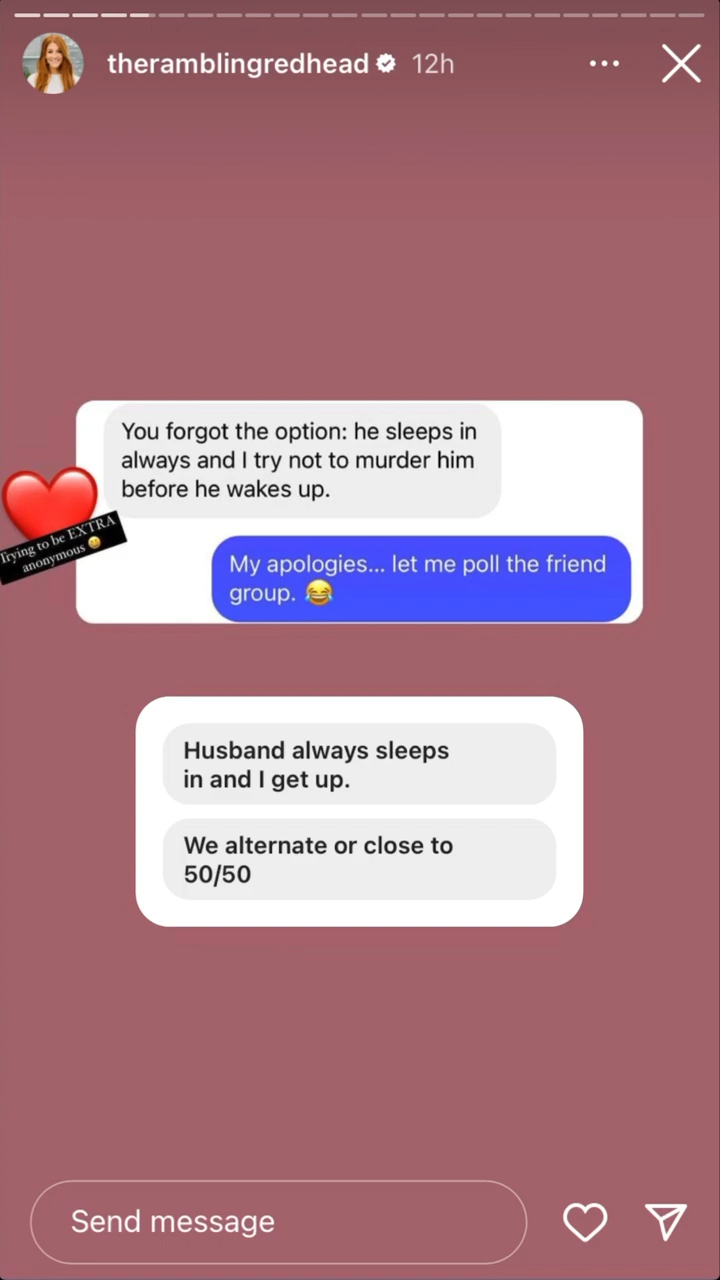 theramblingredhead 12h
You forgot the option: he sleeps in
always and I try not to murder him
before he wakes up.
Trying to be EXTRA
anonymous 🙂
My apologies... let me poll the friend
group. 😂
Husband always sleeps
in and I get up.
We alternate or close to
50/50
Send message